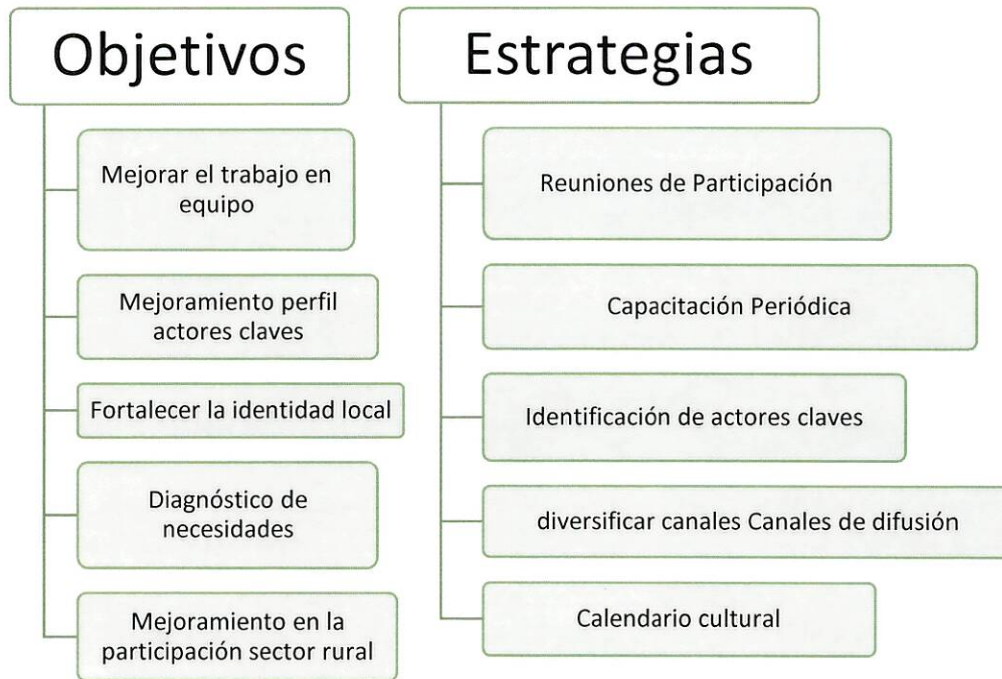 Objetivos
Mejorar el trabajo en
equipo
Mejoramiento perfil
actores claves
Fortalecer la identidad local
Diagnóstico de
necesidades
Mejoramiento en la
participación sector rural
Estrategias
Reuniones de Participación
Capacitación Periódica
Identificación de actores claves
diversificar canales Canales de difusión
Calendario cultural